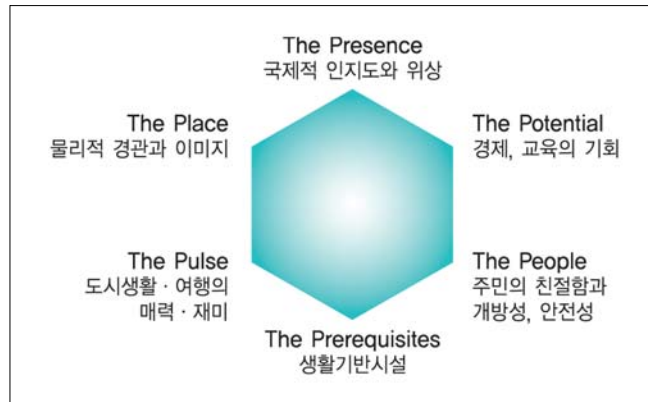 The Presence
국제적 인지도와 위상
The Place
물리적 경관과 이미지
The Potential
경제, 교육의 기회
The Pulse
도시생활 · 여행의
매력 · 재미
The People
주민의 친절함과
개방성, 안전성
The Prerequisites
생활기반시설